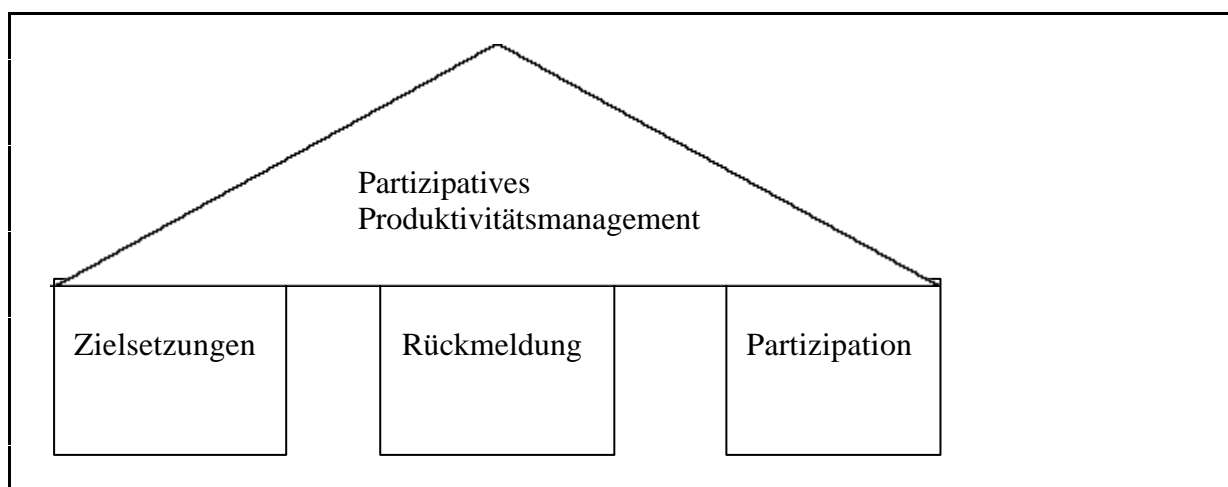 Partizipatives
Produktivitätsmanagement
Zielsetzungen
Rückmeldung
Partizipation